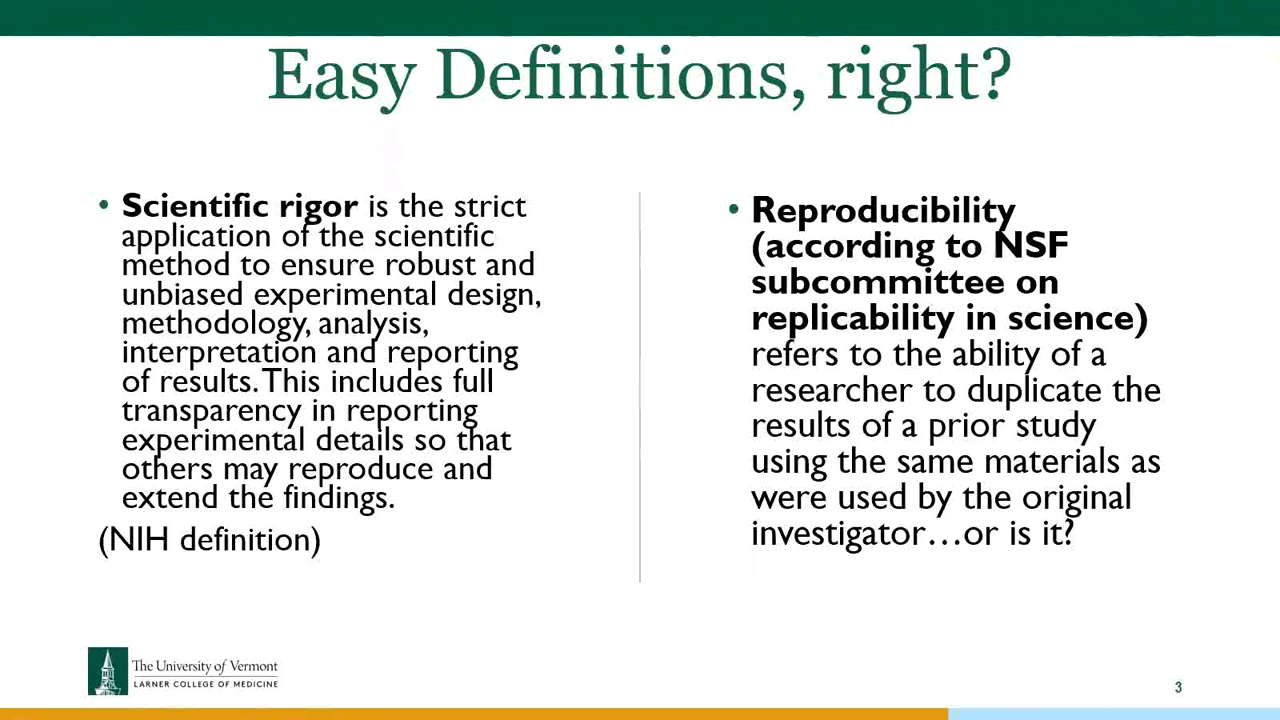 Easy Definitions, right?
• Scientific rigor is the strict
application of the scientific
method to ensure robust and
unbiased experimental design,
methodology, analysis,
interpretation and reporting
of results. This includes full
transparency in reporting
experimental details so that
others may reproduce and
extend the findings.
(NIH definition)
• Reproducibility
(according to NSF
subcommittee on
replicability in science)
refers to the ability of a
researcher to duplicate the
results of a prior study
using the same materials as
were used by the original
investigator…or is it?
The University of Vermont
LARNER COLLEGE OF MEDICINE
3